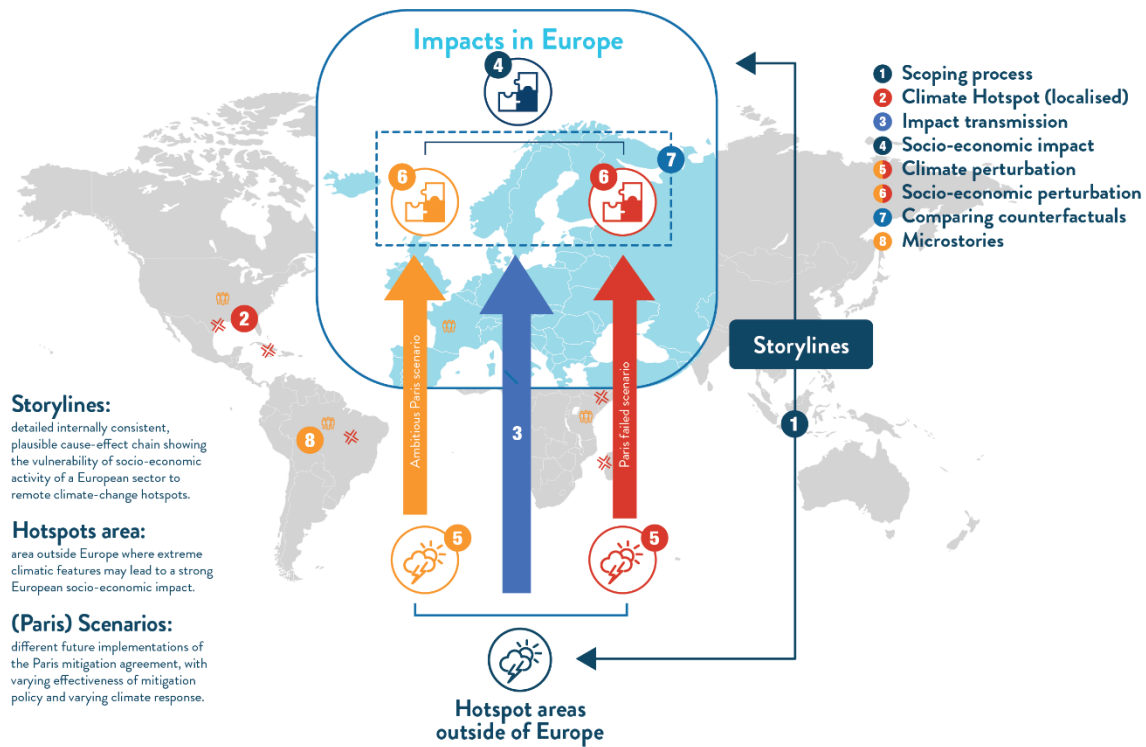 Impacts in Europe
4
1 Scoping process
2 Climate Hotspot (localised)
3 Impact transmission
4 Socio-economic impact
5 Climate perturbation
6 Socio-economic perturbation
7 Comparing counterfactuals
8 Microstories
7
6
6
2
Storylines
Ambitious Paris scenario
3
Paris failed scenario
1
8
Storylines:
detailed internally consistent,
plausible cause-effect chain showing
the vulnerability of socio-economic
activity of a European sector to
remote climate-change hotspots.
Hotspots area:
area outside Europe where extreme
climatic features may lead to a strong
European socio-economic impact.
(Paris) Scenarios:
different future implementations of
the Paris mitigation agreement, with
varying effectiveness of mitigation
policy and varying climate response.
5
5
Hotspot areas
outside of Europe